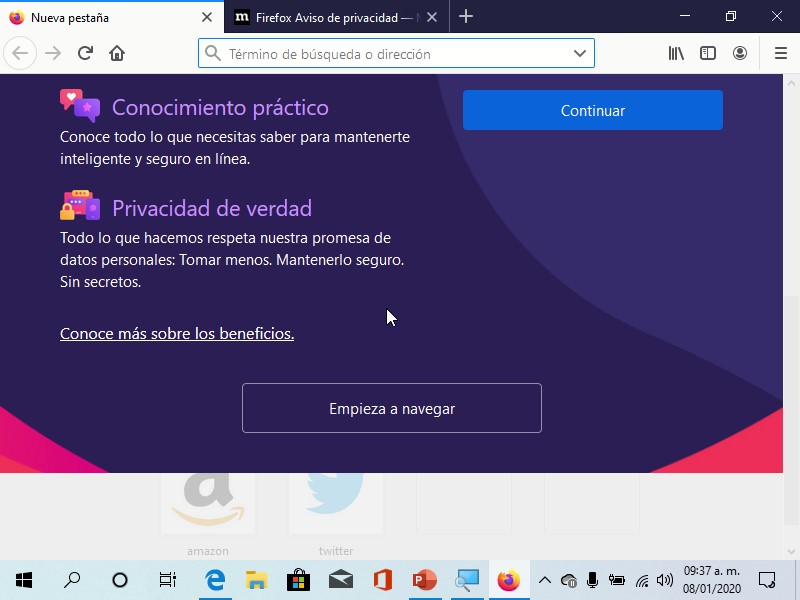 Nueva pestaña
Firefox Aviso de privacidad —
Término de búsqueda o dirección
Conocimiento práctico
Conoce todo lo que necesitas saber para mantenerte
inteligente y seguro en línea.
Continuar
Privacidad de verdad
Todo lo que hacemos respeta nuestra promesa de
datos personales: Tomar menos. Mantenerlo seguro.
Sin secretos.
Conoce más sobre los beneficios.
Empieza a navegar
amazon
twitter
09:37 a. m.
08/01/2020